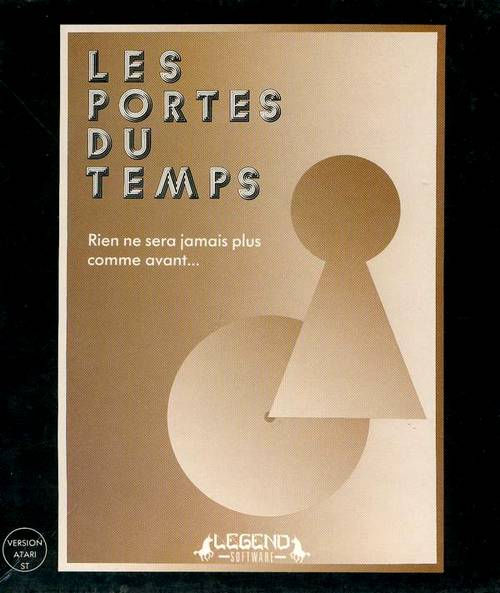 LES
PORTES
DU
TEMPS
Rien ne sera jamais plus
comme avant...
LEGEND
SOFTWARE
VERSION
ATARI
ST